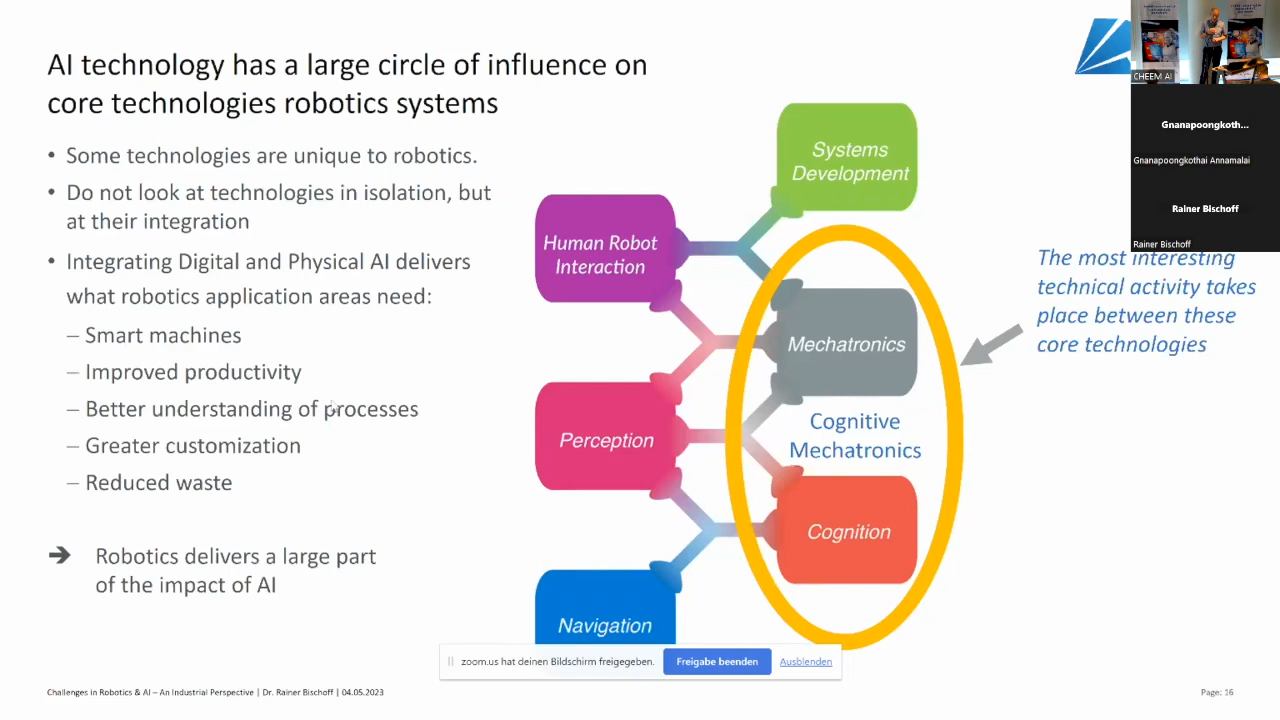 AI technology has a large circle of influence on
core technologies robotics systems
• Some technologies are unique to robotics.
• Do not look at technologies in isolation, but
at their integration
• Integrating Digital and Physical AI delivers
what robotics application areas need:
– Smart machines
– Improved productivity
– Better understanding of processes
– Greater customization
– Reduced waste
➔ Robotics delivers a large part
of the impact of AI
Systems
Development
Human Robot
Interaction
Mechatronics
Perception
Cognitive
Mechatronics
Cognition
Navigation
The most interesting
technical activity takes
place between these
core technologies
CHEEM AI
Gnanapoongkoth...
Gnanapoongkothai Annamalai
Rainer Bischoff
Rainer Bischoff
zoom.us hat deinen Bildschirm freigegeben.
Freigabe beenden
Ausblenden
Challenges in Robotics & AI – An Industrial Perspective | Dr. Rainer Bischoff | 04.05.2023
Page: 16